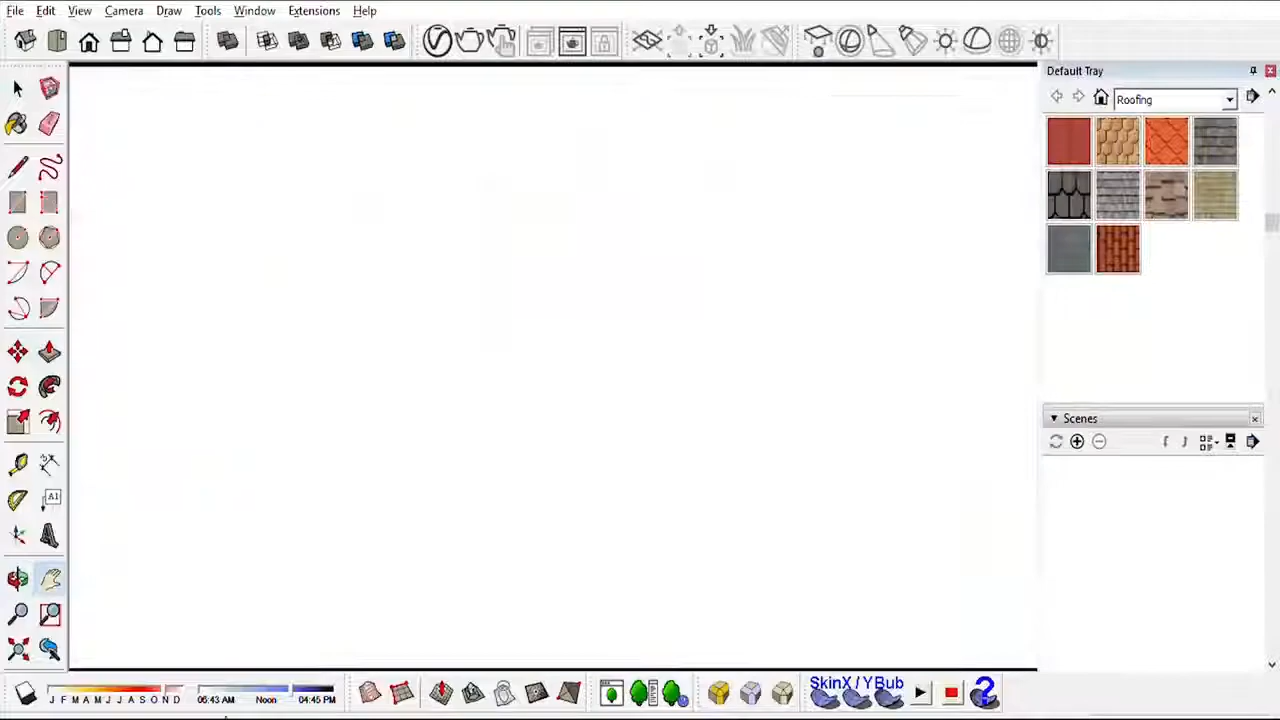 File Edit View Camera Draw Tools Window Extensions Help
Default Tray
Roofing
Scenes
A1
SkinX / YBub
J F M A M J J A S O N D 06:43 AM Noon 04:45 PM